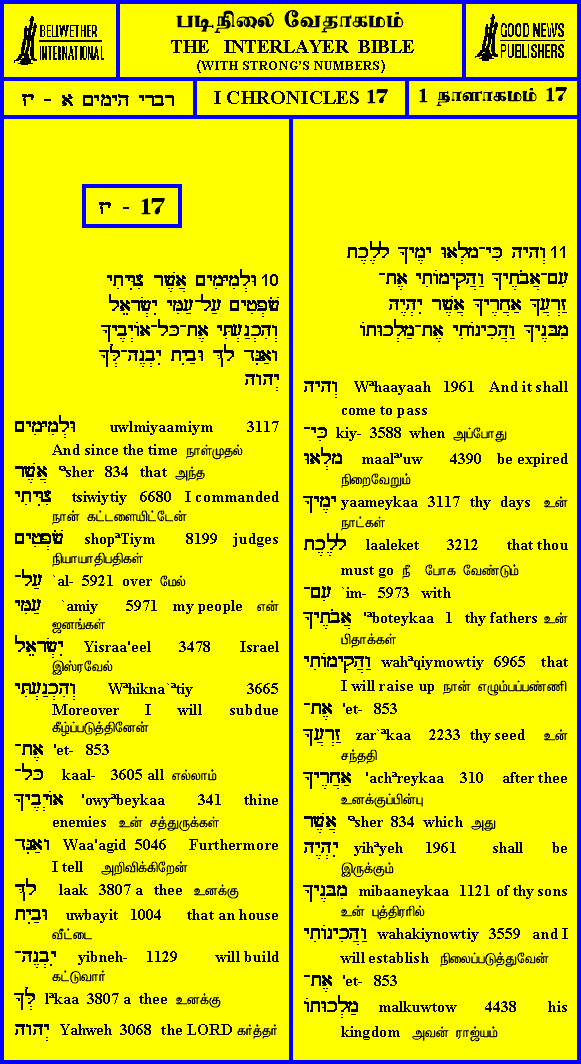 BELLWETHER
INTERNATIONAL
படிநிலை வேதாகமம்
THE INTERLAYER BIBLE
(WITH STRONG'S NUMBERS)
GOOD NEWS
PUBLISHERS
דברי הימים א - יז
I CHRONICLES 17
1 நாளாகமம் 17
יז - 17
10 וּלְמִיָּמִים אֲשֶׁר צִוִּיתִי
שֹׁפְטִים עַל־עַמִּי יִשְׂרָאֵל
וְהִכְנַעְתִּי אֶת־כָּל־אוֹיְבֶיךָ
וָאַגִּד לָךְ וּבַיִת יִבְנֶה־לְּךָ
יְהוָה
וּלְמִיָּמִים uwlmiyaamiym 3117
And since the time நாள்முதல்
אֲשֶׁר ªsher 834 that அந்த
צִוִּיתִי tsiwiytiy 6680 I commanded
நான் கட்டளையிட்டேன்
שֹׁפְטִים shopªTiym 8199 judges
நியாயாதிபதிகள்
עַל־ `al- 5921 over மேல்
עַמִּי `amiy 5971 my people என்
ஜனங்கள்
יִשְׂרָאֵל Yisraa'eel 3478 Israel
இஸ்ரவேல்
וְהִכְנַעְתִּי Wªhikna`ªtiy 3665
Moreover I will subdue
கீழ்ப்படுத்தினேன்
אֶת־ 'et- 853
כָּל־ kaal- 3605 all எல்லாம்
אוֹיְבֶיךָ 'owyªbeykaa 341 thine
enemies உன் சத்துருக்கள்
וָאַגִּד Waa'agid 5046 Furthermore
I tell அறிவிக்கிறேன்
לָךְ laak 3807 a thee உனக்கு
וּבַיִת uwbayit 1004 that an house
வீட்டை
יִבְנֶה־ yibneh- 1129 will build
கட்டுவார்
לְּךָ lªkaa 3807 a thee உனக்கு
יְהוָה Yahweh 3068 the LORD கர்த்தர்
11 וְהָיָה כִּי־מָלְאוּ יָמֶיךָ לָלֶכֶת
עִם־אֲבֹתֶיךָ וַהֲקִימוֹתִי אֶת־
זַרְעֲךָ אַחֲרֶיךָ אֲשֶׁר יִהְיֶה
מִבָּנֶיךָ וַהֲכִינוֹתִי אֶת־מַלְכוּתוֹ
וְהָיָה Wªhaayaah 1961 And it shall
come to pass
כִּי־ kiy- 3588 when அப்போது
מָלְאוּ maalª'uw 4390 be expired
நிறைவேறும்
יָמֶיךָ yaameykaa 3117 thy days உன்
நாட்கள்
לָלֶכֶת laaleket 3212 that thou
must go நீ போக வேண்டும்
עִם־ `im- 5973 with
אֲבֹתֶיךָ 'ªboteykaa 1 thy fathers உன்
பிதாக்கள்
וַהֲקִימוֹתִי wahªqiymowtiy 6965 that
I will raise up நான் எழும்பப்பண்ணி
אֶת־ 'et- 853
זַרְעֲךָ zar`ªkaa 2233 thy seed உன்
சந்ததி
אַחֲרֶיךָ 'achªreykaa 310 after thee
உனக்குப்பின்பு
אֲשֶׁר ªsher 834 which அது
יִהְיֶה yihªyeh 1961 shall be
இருக்கும்
מִבָּנֶיךָ mibaaneykaa 1121 of thy sons
உன் புத்திரரில்
וַהֲכִינוֹתִי wahakiynowtiy 3559 and I
will establish நிலைப்படுத்துவேன்
אֶת־ 'et- 853
מַלְכוּתוֹ malkuwtow 4438 his
kingdom அவன் ராஜ்யம்